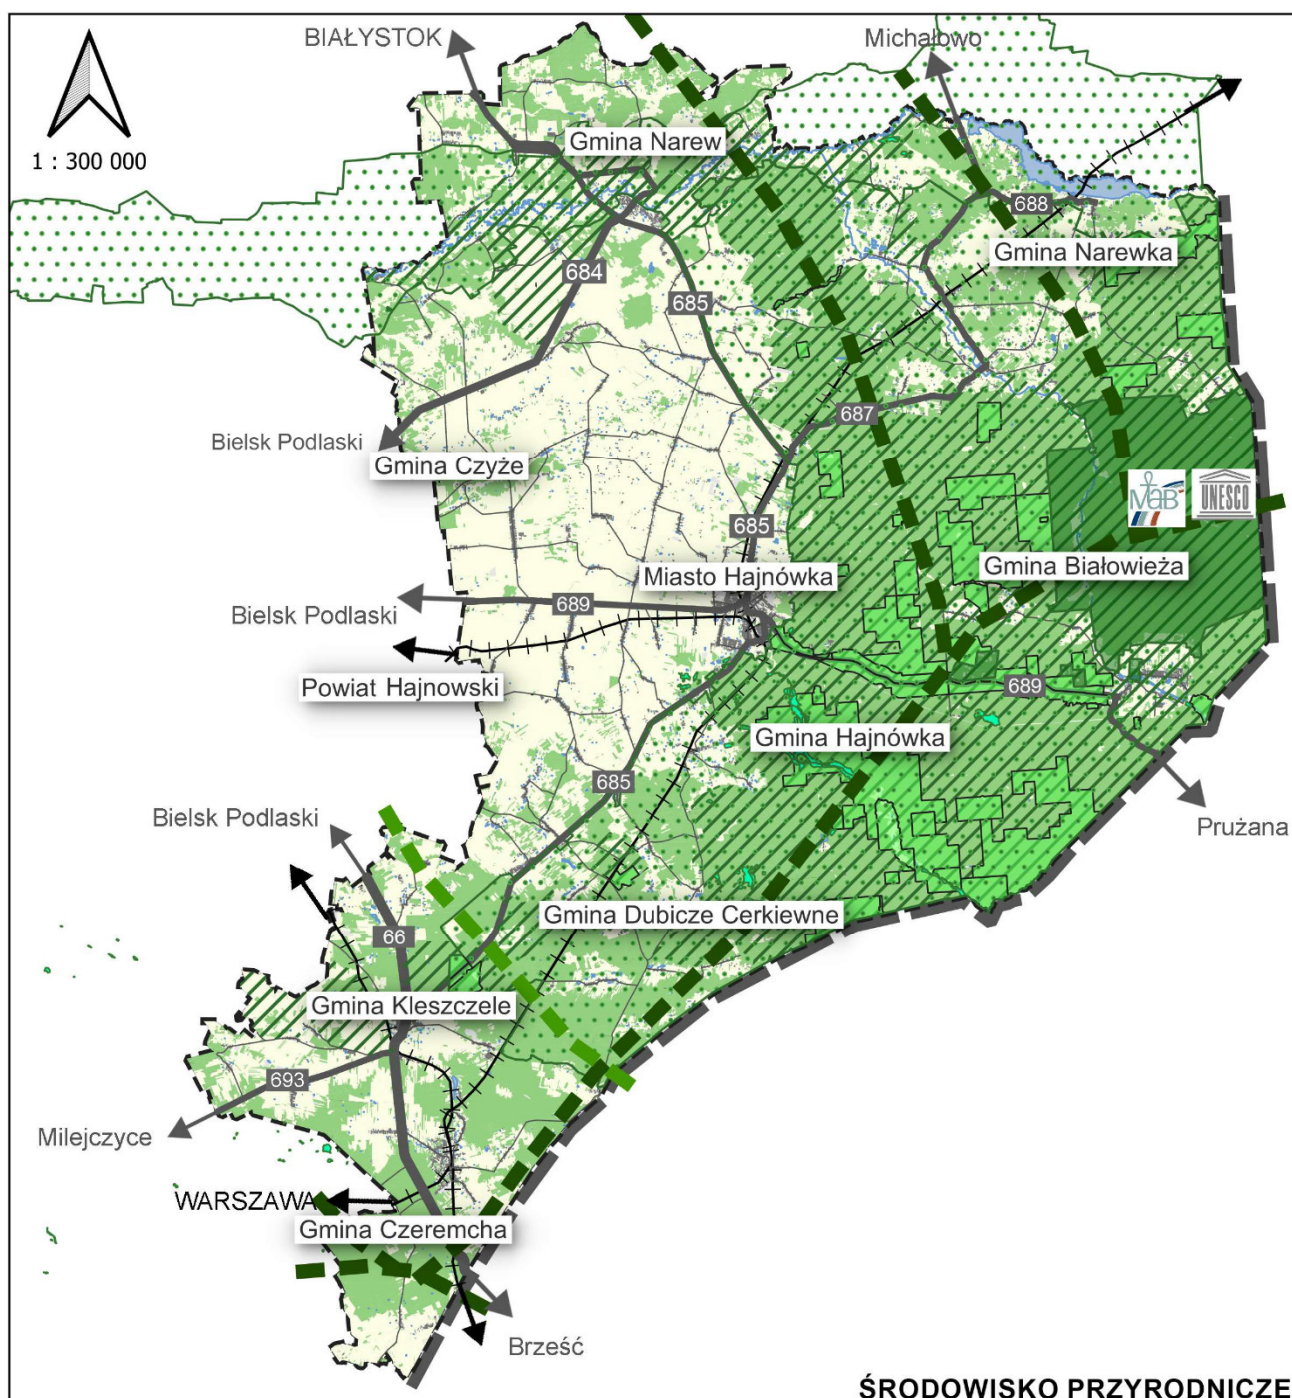 BIAŁYSTOK
Michałowo
1 : 300 000
Gmina Narew
688
Gmina Narewka
684
685
687
Bielsk Podlaski
Gmina Czyże
MaB
UNESCO
685
Gmina Białowieża
Miasto Hajnówka
689
Bielsk Podlaski
Powiat Hajnowski
689
Gmina Hajnówka
685
Bielsk Podlaski
Prużana
Gmina Dubicze Cerkiewne
66
Gmina Kleszczele
693
Milejczyce
WARSZAWA
Gmina Czeremcha
Brześć
ŚRODOWISKO PRZYRODNICZE